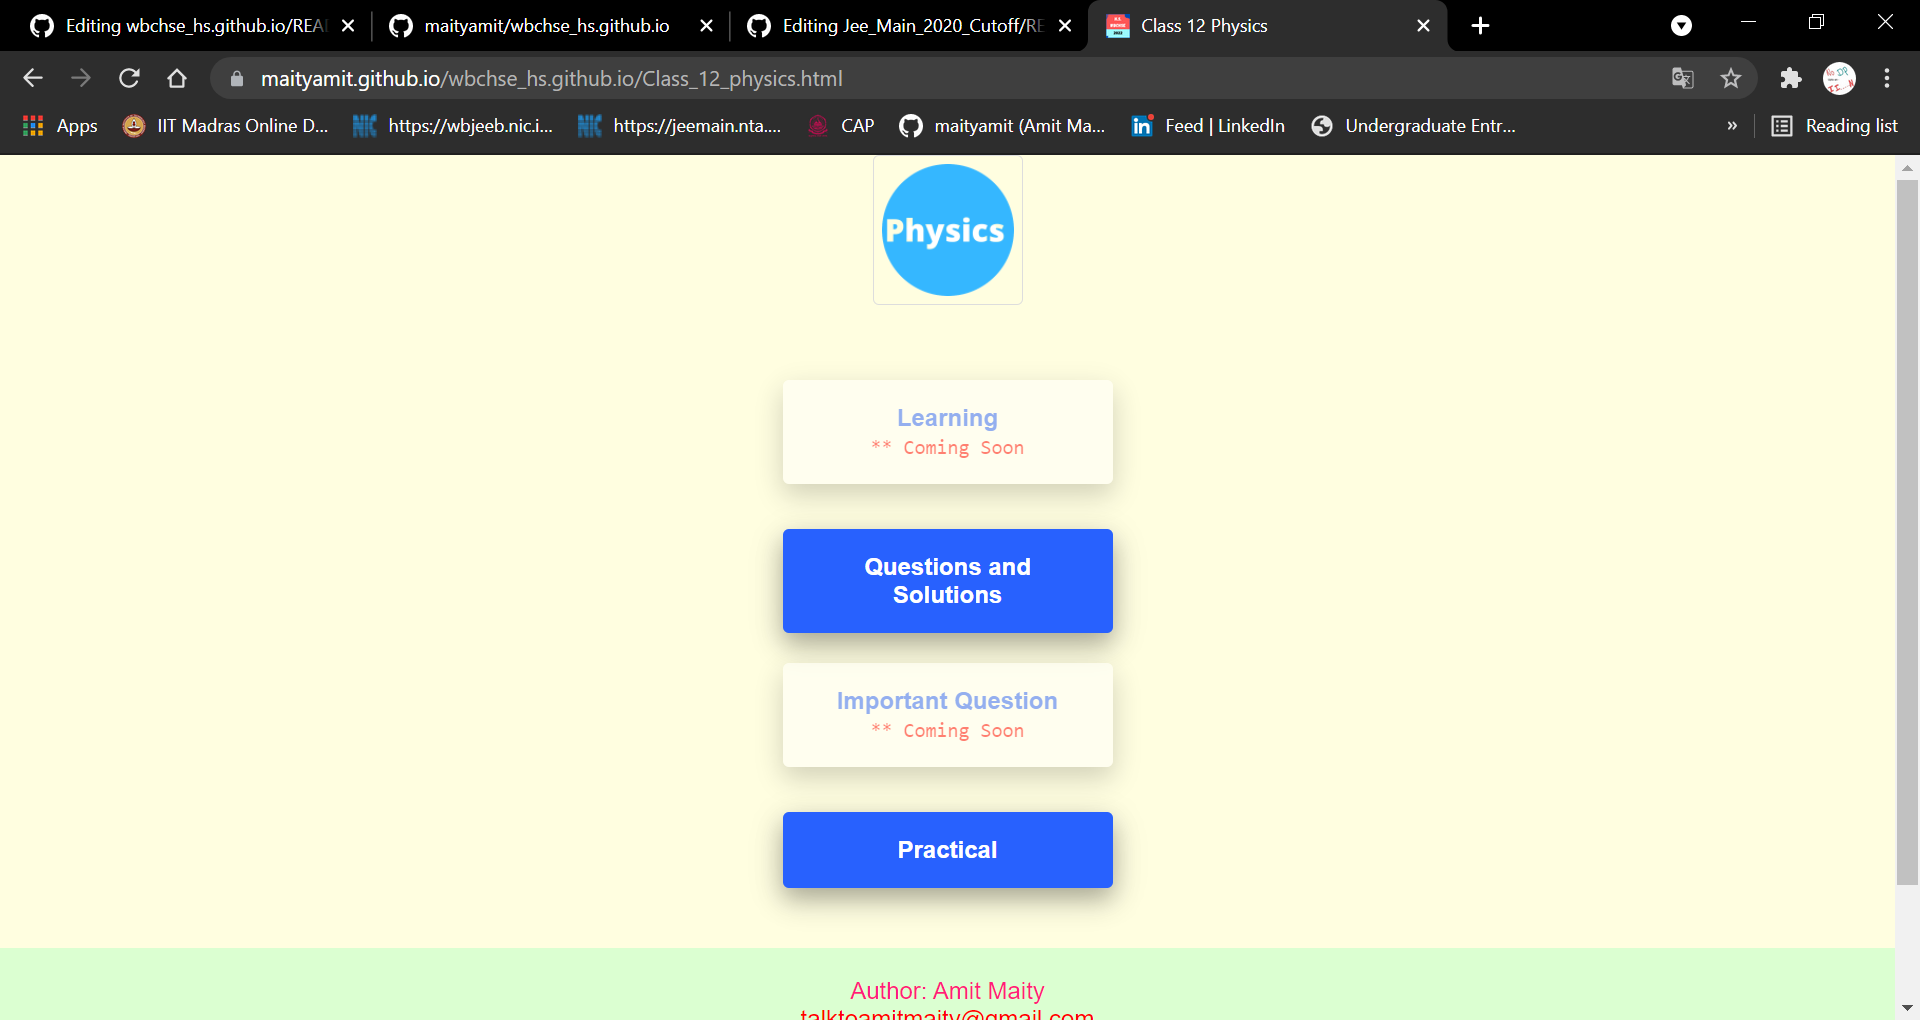 Editing wbchse_hs.github.io/REA
maityamit/wbchse_hs.github.io
Editing Jee_Main_2020_Cutoff/RE
Class 12 Physics
maityamit.github.io/wbchse_hs.github.io/Class_12_physics.html
Apps
IIT Madras Online D...
https://wbjeeb.nic.i...
https://jeemain.nta....
CAP
maityamit (Amit Ma...
Feed | LinkedIn
Undergraduate Entr...
»
Reading list
Physics
Learning
** Coming Soon
Questions and
Solutions
Important Question
** Coming Soon
Practical
Author: Amit Maity
talktoamitmaity@gmail.com